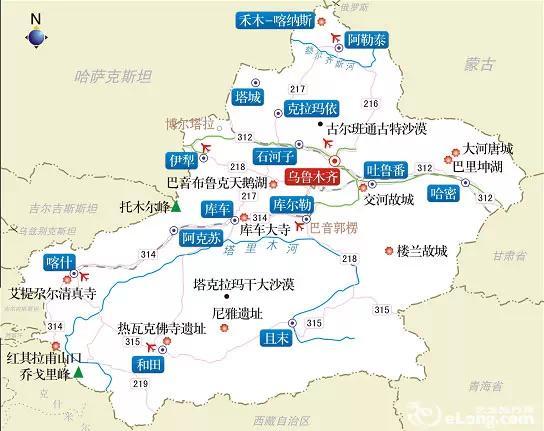 俄罗斯
N
禾木-喀纳斯
阿勒泰
额尔齐斯河
蒙古
哈萨克斯坦
217
塔城
克拉玛依
216
博尔塔拉
古尔班通古特沙漠
312
石河子
312
大河唐城
伊犁
218
乌鲁木齐
吐鲁番
312
巴里坤湖
312
巴音布鲁克天鹅湖
交河故城
哈密
吉尔吉斯斯坦
托木尔峰
217
库车
314
库尔勒
库车大寺
巴音郭楞
乌兹别克斯坦
阿克苏
塔里木河
楼兰故城
甘肃省
314
喀什
218
艾提尕尔清真寺
塔克拉玛干大沙漠
尼雅遗址
315
315
314
热瓦克佛寺遗址
且末
红其拉甫山口
315
和田
乔戈里峰
219
青海省
克什米尔
西藏自治区
eLong.com